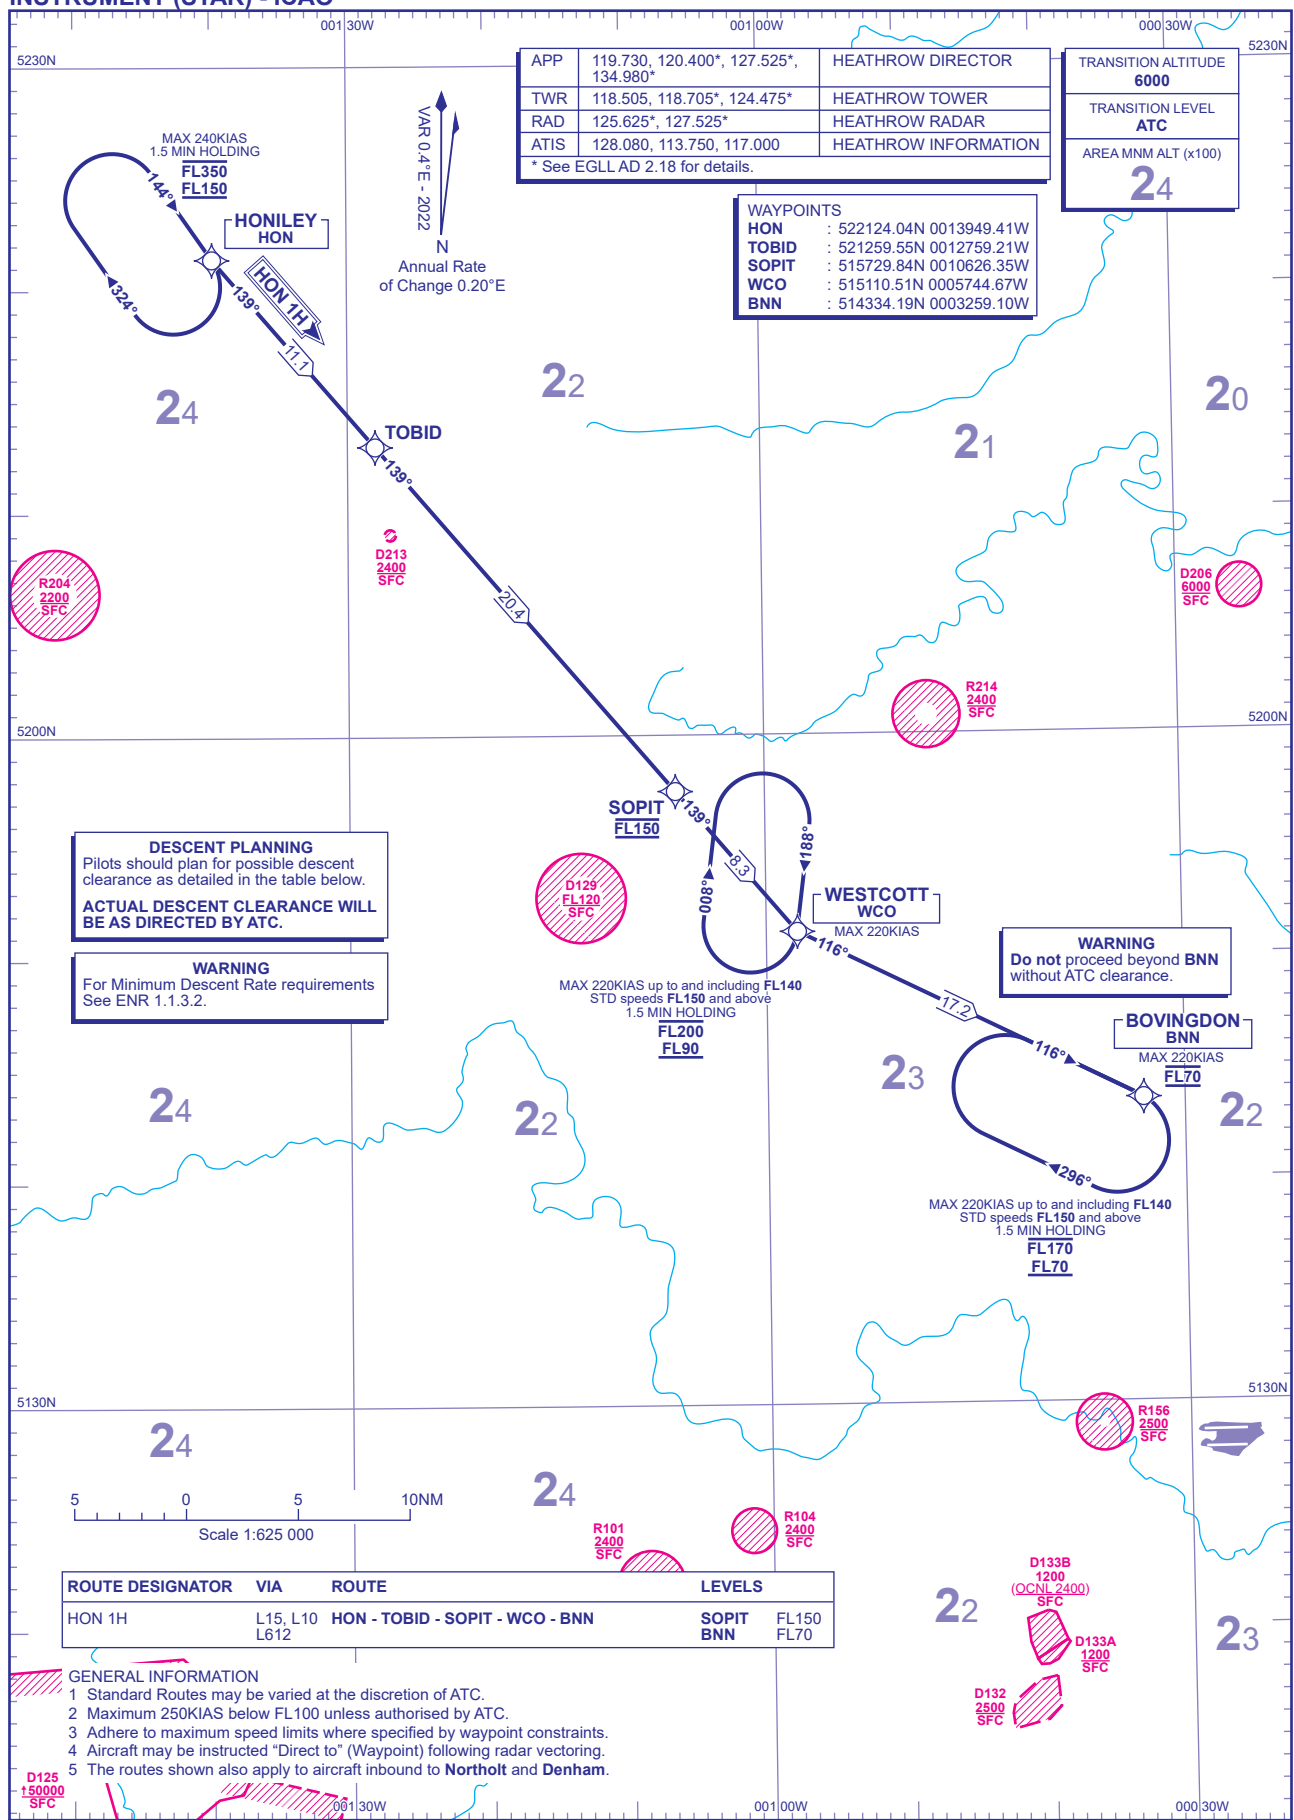 INSTRUMENT (STAR) - ICAO
00130W
00100W
00030W
5230N
5230N
APP 119.730, 120.400*, 127.525*, HEATHROW DIRECTOR
134.980*
TWR 118.505, 118.705*, 124.475* HEATHROW TOWER
RAD 125.625*, 127.525* HEATHROW RADAR
ATIS 128.080, 113.750, 117.000 HEATHROW INFORMATION
* See EGLL AD 2.18 for details.
TRANSITION ALTITUDE
6000
TRANSITION LEVEL
ATC
AREA MNM ALT (x100)
24
VAR 0.4°E - 2022
N
Annual Rate
of Change 0.20°E
MAX 240KIAS
1.5 MIN HOLDING
FL350
FL150
144°
324°
HONILEY
HON
139°
HON 1H
11.1
WAYPOINTS
HON : 522124.04N 0013949.41W
TOBID : 521259.55N 0012759.21W
SOPIT : 515729.84N 0010626.35W
WCO : 515110.51N 0005744.67W
BNN : 514334.19N 0003259.10W
24
22
20
21
TOBID
139°
D213
2400
SFC
R204
2200
SFC
20.4
D206
6000
SFC
R214
2400
SFC
5200N
5200N
SOPIT
FL150
139°
8.3
188°
008°
DESCENT PLANNING
Pilots should plan for possible descent
clearance as detailed in the table below.
ACTUAL DESCENT CLEARANCE WILL
BE AS DIRECTED BY ATC.
D129
FL120
SFC
WESTCOTT
WCO
MAX 220KIAS
116°
WARNING
Do not proceed beyond BNN
without ATC clearance.
WARNING
For Minimum Descent Rate requirements
See ENR 1.1.3.2.
MAX 220KIAS up to and including FL140
STD speeds FL150 and above
1.5 MIN HOLDING
FL200
FL90
17.2
BOVINGDON
BNN
MAX 220KIAS
FL70
116°
23
24
22
22
296°
MAX 220KIAS up to and including FL140
STD speeds FL150 and above
1.5 MIN HOLDING
FL170
FL70
5130N
5130N
R156
2500
SFC
24
24
5 0 5 10NM
Scale 1:625 000
R101
2400
SFC
R104
2400
SFC
D133B
1200
(OCNL 2400)
SFC
ROUTE DESIGNATOR VIA ROUTE LEVELS
HON 1H L15, L10 HON - TOBID - SOPIT - WCO - BNN SOPIT FL150
L612 BNN FL70
22
D133A
1200
SFC
23
D132
2500
SFC
GENERAL INFORMATION
1 Standard Routes may be varied at the discretion of ATC.
2 Maximum 250KIAS below FL100 unless authorised by ATC.
3 Adhere to maximum speed limits where specified by waypoint constraints.
4 Aircraft may be instructed “Direct to” (Waypoint) following radar vectoring.
5 The routes shown also apply to aircraft inbound to Northolt and Denham.
D125
↑50000
SFC
00130W
00100W
00030W